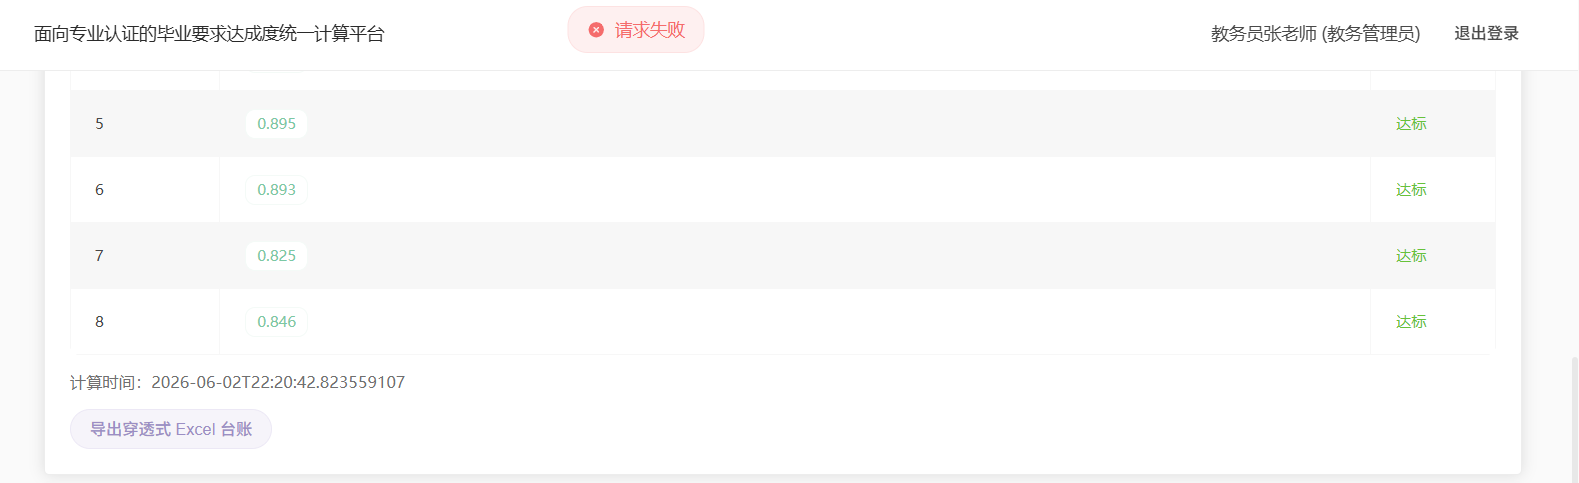 面向专业认证的毕业要求达成度统一计算平台
请求失败
教务员张老师 (教务管理员)
退出登录
5 0.895 达标
6 0.893 达标
7 0.825 达标
8 0.846 达标
计算时间：2026-06-02T22:20:42.823559107
导出穿透式 Excel 台账